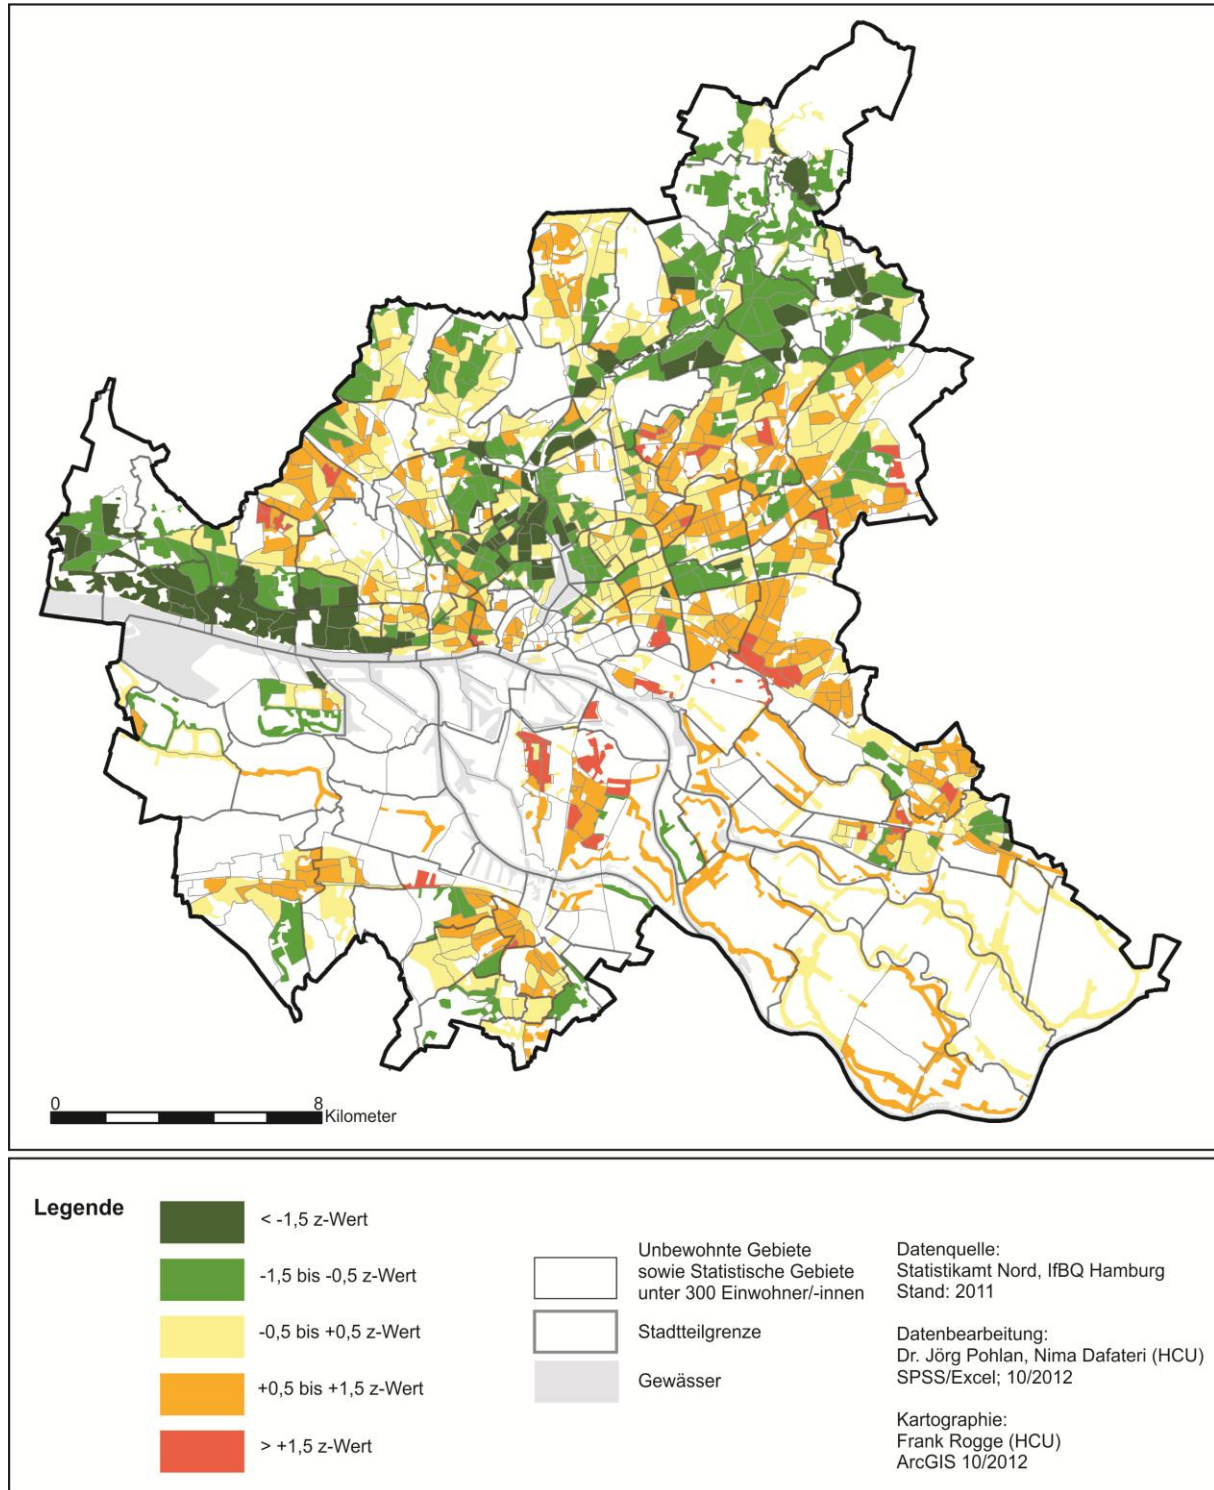 0 8
Kilometer
Legende
< -1,5 z-Wert
-1,5 bis -0,5 z-Wert
-0,5 bis +0,5 z-Wert
+0,5 bis +1,5 z-Wert
> +1,5 z-Wert
Unbewohnte Gebiete
sowie Statistische Gebiete
unter 300 Einwohner/-innen
Stadtteilgrenze
Gewässer
Datenquelle:
Statistikamt Nord, IfBQ Hamburg
Stand: 2011
Datenbearbeitung:
Dr. Jörg Pohlan, Nima Dafateri (HCU)
SPSS/Excel; 10/2012
Kartographie:
Frank Rogge (HCU)
ArcGIS 10/2012